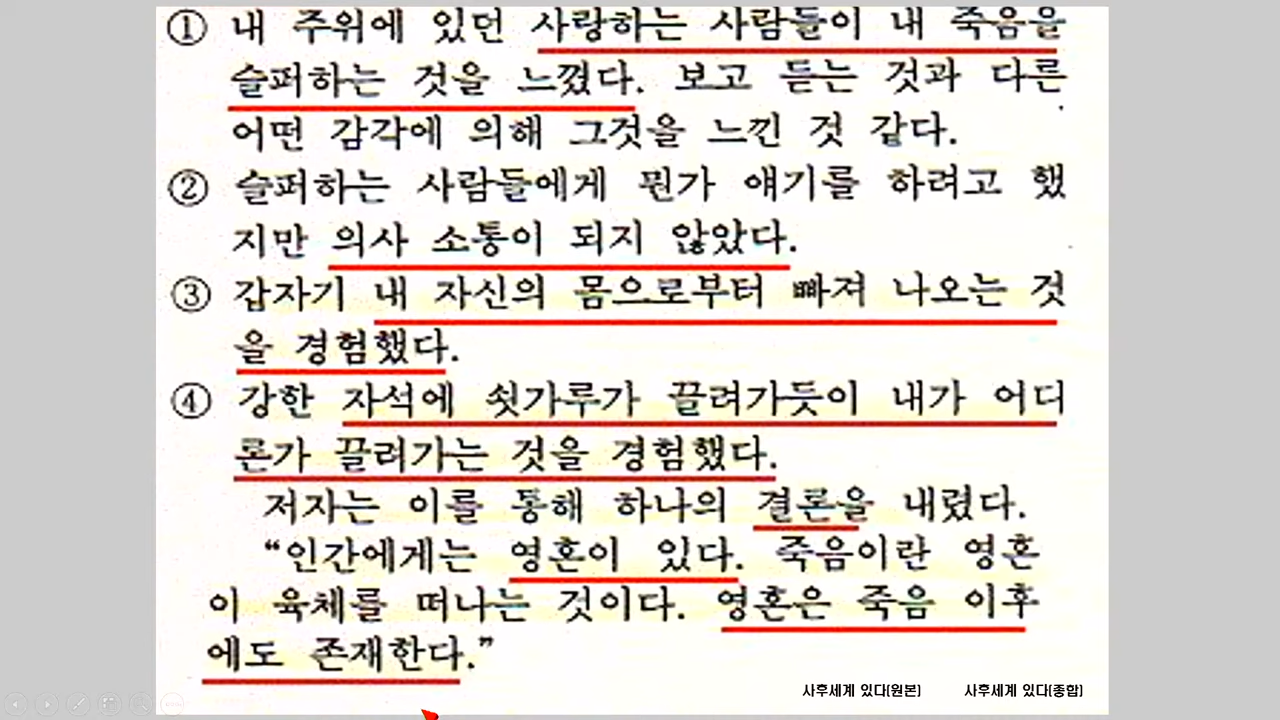 ① 내 주위에 있던 사랑하는 사람들이 내 죽음을
슬퍼하는 것을 느꼈다. 보고 듣는 것과 다른
어떤 감각에 의해 그것을 느낀 것 같다.
② 슬퍼하는 사람들에게 뭔가 얘기를 하려고 했
지만 의사 소통이 되지 않았다.
③ 갑자기 내 자신의 몸으로부터 빠져 나오는 것
을 경험했다.
④ 강한 자석에 쇳가루가 끌려가듯이 내가 어디
론가 끌려가는 것을 경험했다.
저자는 이를 통해 하나의 결론을 내렸다.
“인간에게는 영혼이 있다. 죽음이란 영혼
이 육체를 떠나는 것이다. 영혼은 죽음 이후
에도 존재한다.”
사후세계 있다(원본) 사후세계 있다(종합)